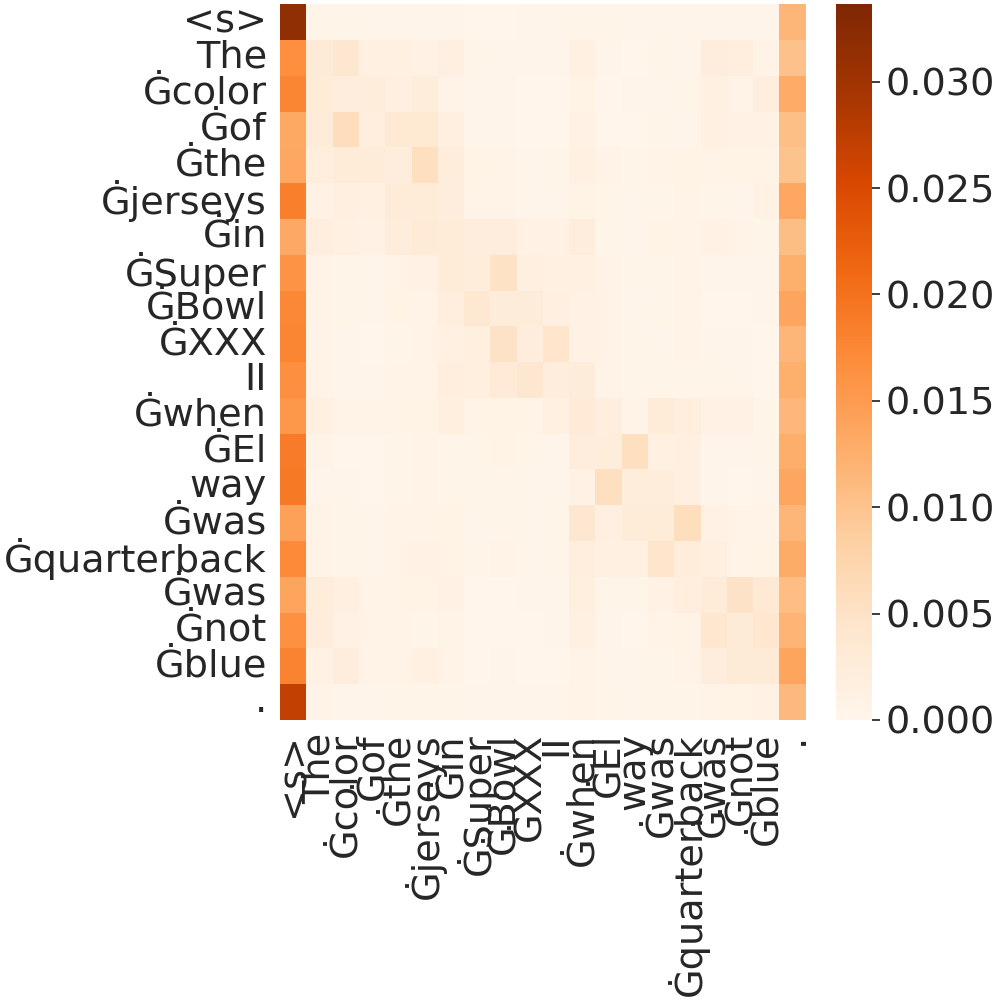 <s>
The
Ġcolor
Ġof
Ġthe
Ġjerseys
Ġin
ĠSuper
ĠBowl
ĠXXX
II
Ġwhen
ĠEl
way
Ġwas
Ġquarterback
Ġwas
Ġnot
Ġblue
.
<s>
The
Ġcolor
Ġof
Ġthe
Ġjerseys
Ġin
ĠSuper
ĠBowl
ĠXXX
II
Ġwhen
ĠEl
way
Ġwas
Ġquarterback
Ġwas
Ġnot
Ġblue
.
0.030
0.025
0.020
0.015
0.010
0.005
0.000